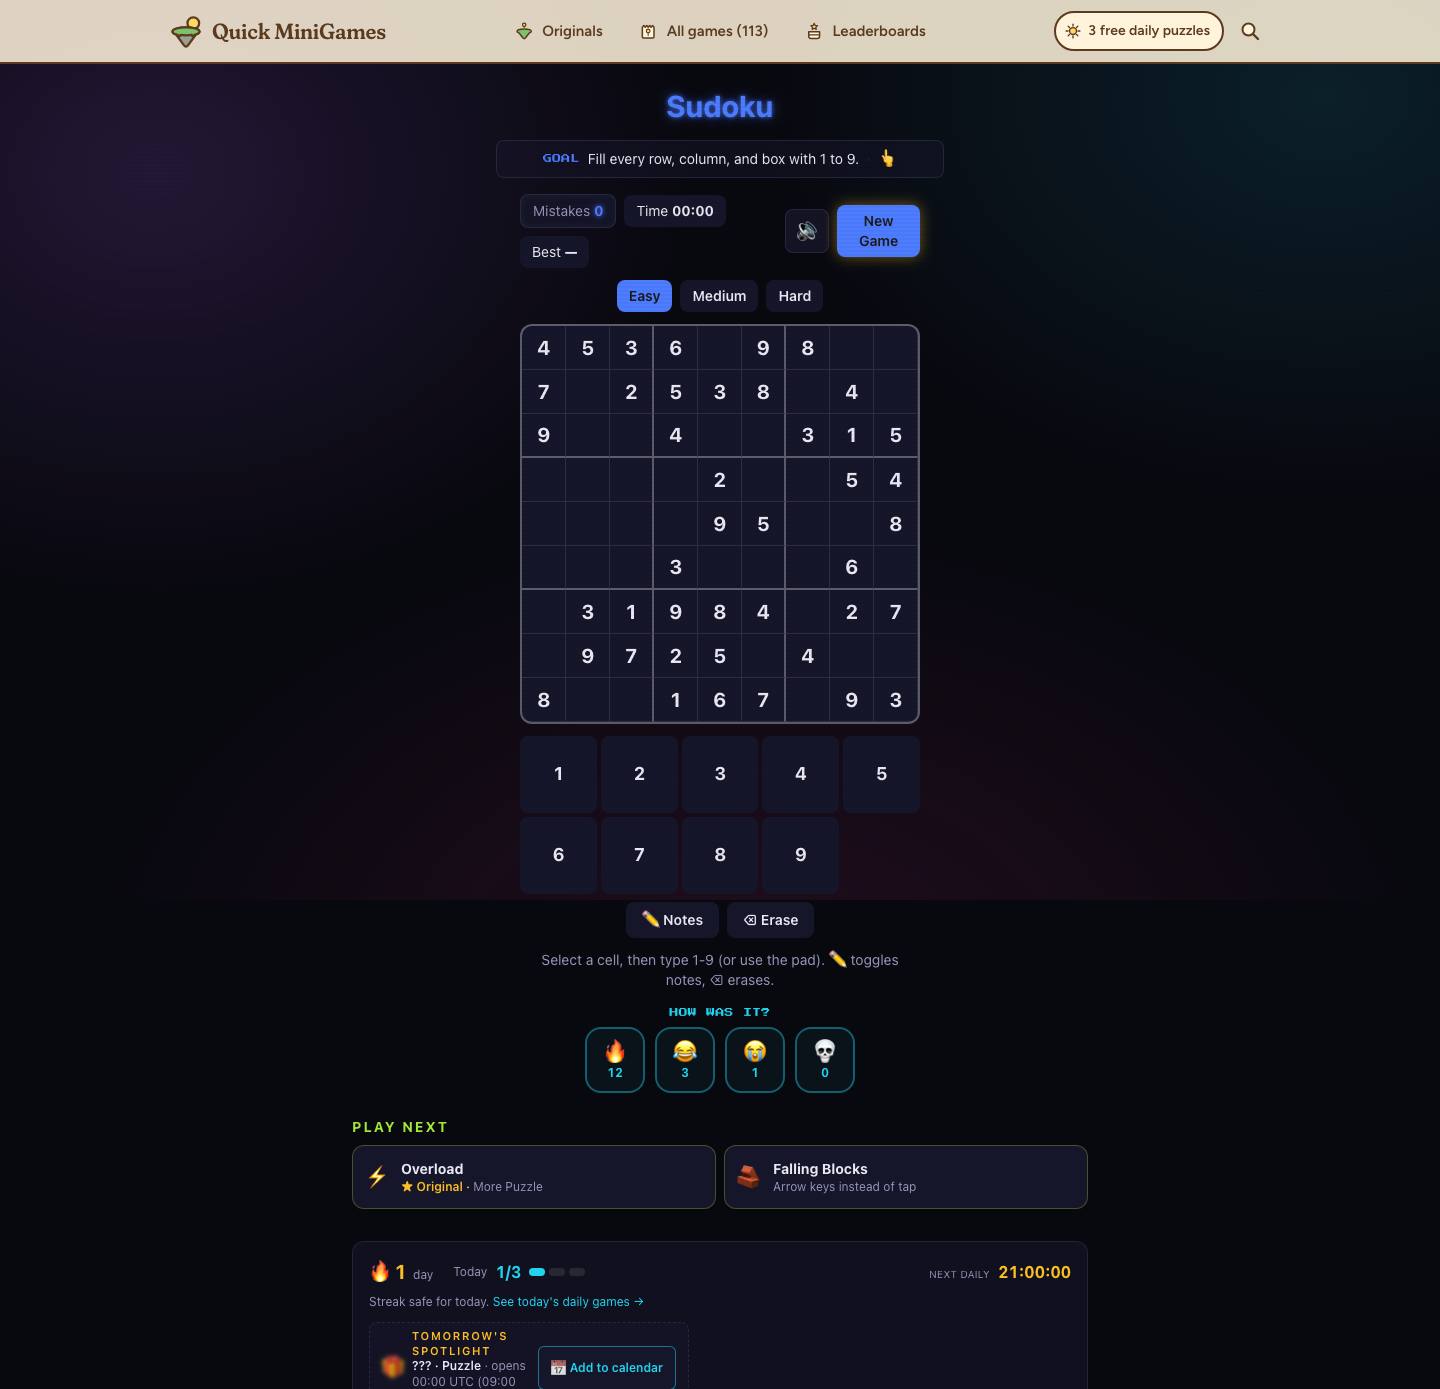 Quick MiniGames
Originals
All games (113)
Leaderboards
3 free daily puzzles
Sudoku
GOAL Fill every row, column, and box with 1 to 9.
Mistakes 0
Time 00:00
Best —
New
Game
Easy
Medium
Hard
4 5 3 6 9 8
7 2 5 3 8 4
9 4 3 1 5
2 5 4
9 5 8
3 6
3 1 9 8 4 2 7
9 7 2 5 4
8 1 6 7 9 3
1 2 3 4 5
6 7 8 9
Notes
Erase
Select a cell, then type 1-9 (or use the pad). ✏️ toggles
notes, ⌫ erases.
HOW WAS IT?
12 3 1 0
PLAY NEXT
Overload
Original · More Puzzle
Falling Blocks
Arrow keys instead of tap
1 day
Today 1/3
NEXT DAILY 21:00:00
Streak safe for today. See today's daily games →
TOMORROW'S
SPOTLIGHT
??? · Puzzle · opens
00:00 UTC (09:00
Add to calendar